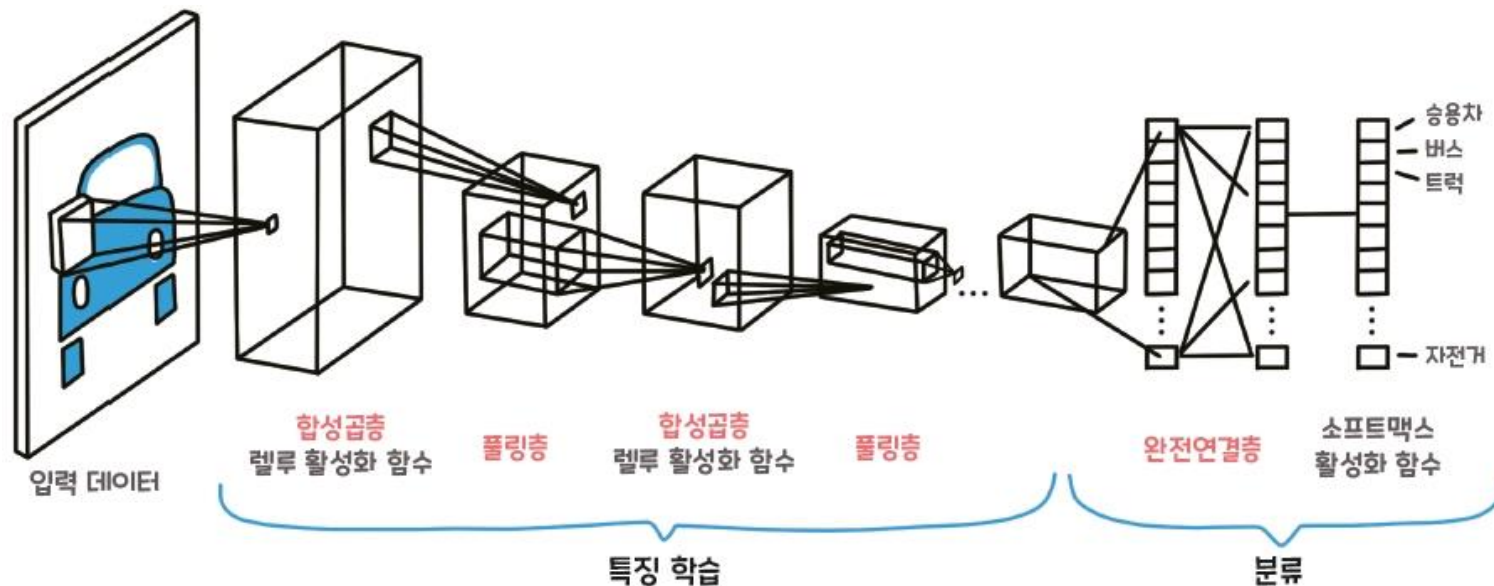 승용차
버스
트럭
자전거
입력 데이터
합성곱층
렐루 활성화 함수
풀링층
합성곱층
렐루 활성화 함수
풀링층
완전연결층
소프트맥스
활성화 함수
특징 학습
분류